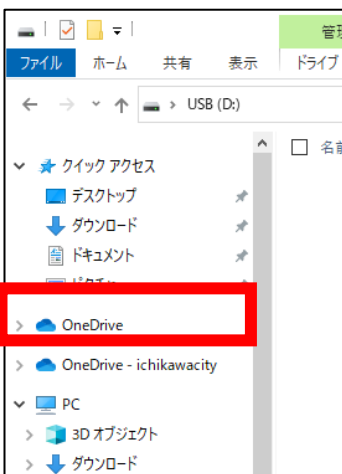 管理
ファイル ホーム 共有 表示 ドライブ
USB (D:)
名前
クイック アクセス
デスクトップ
ダウンロード
ドキュメント
OneDrive
OneDrive - ichikawacity
PC
3D オブジェクト
ダウンロード